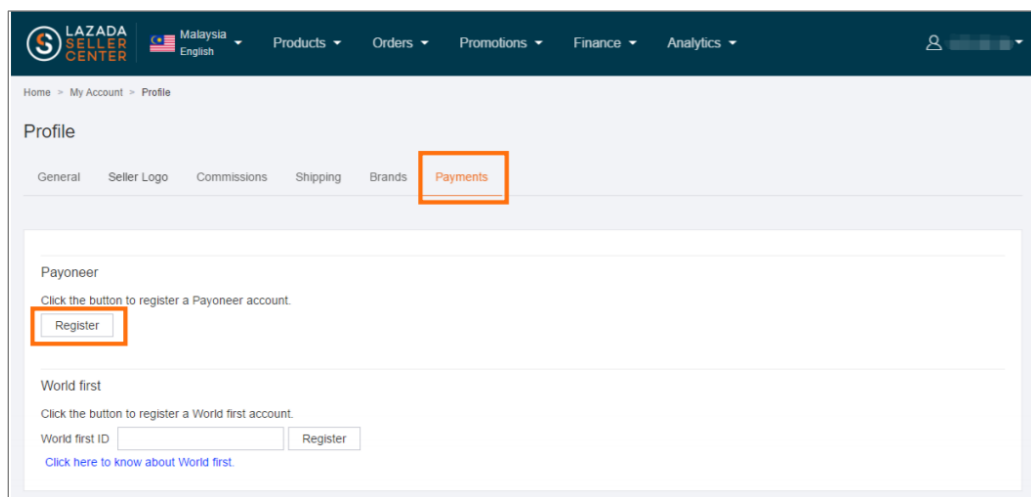 LAZADA
SELLER
CENTER
Malaysia
English
Products
Orders
Promotions
Finance
Analytics
Home > My Account > Profile
Profile
General Seller Logo Commissions Shipping Brands Payments
Payoneer
Click the button to register a Payoneer account.
Register
World first
Click the button to register a World first account.
World first ID Register
Click here to know about World first.